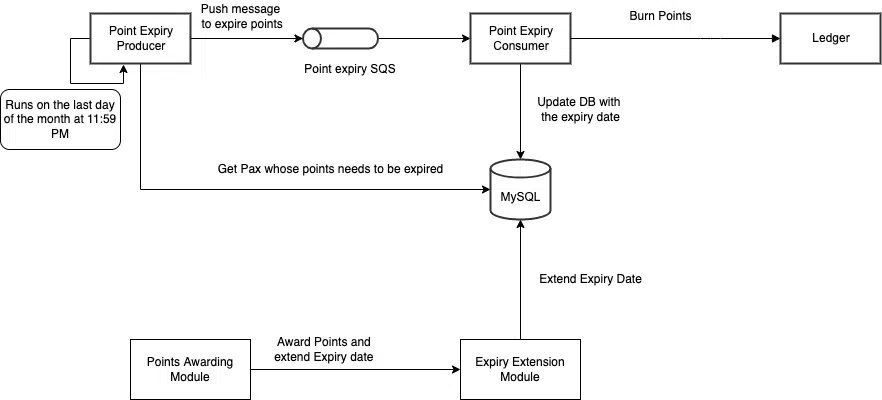 Point Expiry
Producer
Push message
to expire points
Point expiry SQS
Point Expiry
Consumer
Burn Points
Ledger
Runs on the last day
of the month at 11:59
PM
Update DB with
the expiry date
Get Pax whose points needs to be expired
MySQL
Extend Expiry Date
Points Awarding
Module
Award Points and
extend Expiry date
Expiry Extension
Module